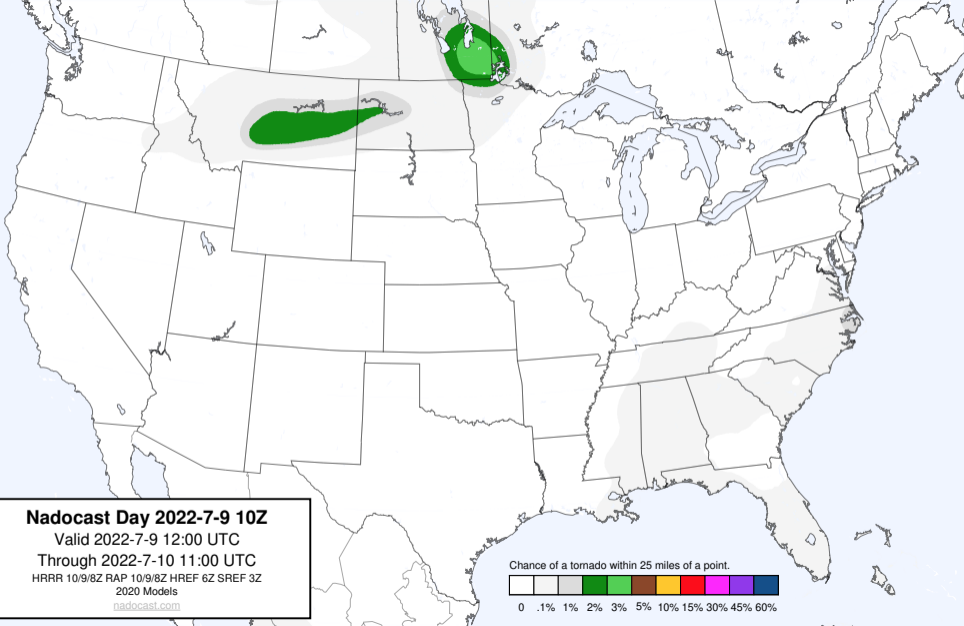 Nadocast Day 2022-7-9 10Z
Valid 2022-7-9 12:00 UTC
Through 2022-7-10 11:00 UTC
HRRR 10/9/8Z RAP 10/9/8Z HREF 6Z SREF 3Z
2020 Models
nadocast.com
Chance of a tornado within 25 miles of a point.
0 .1% 1% 2% 3% 5% 10% 15% 30% 45% 60%